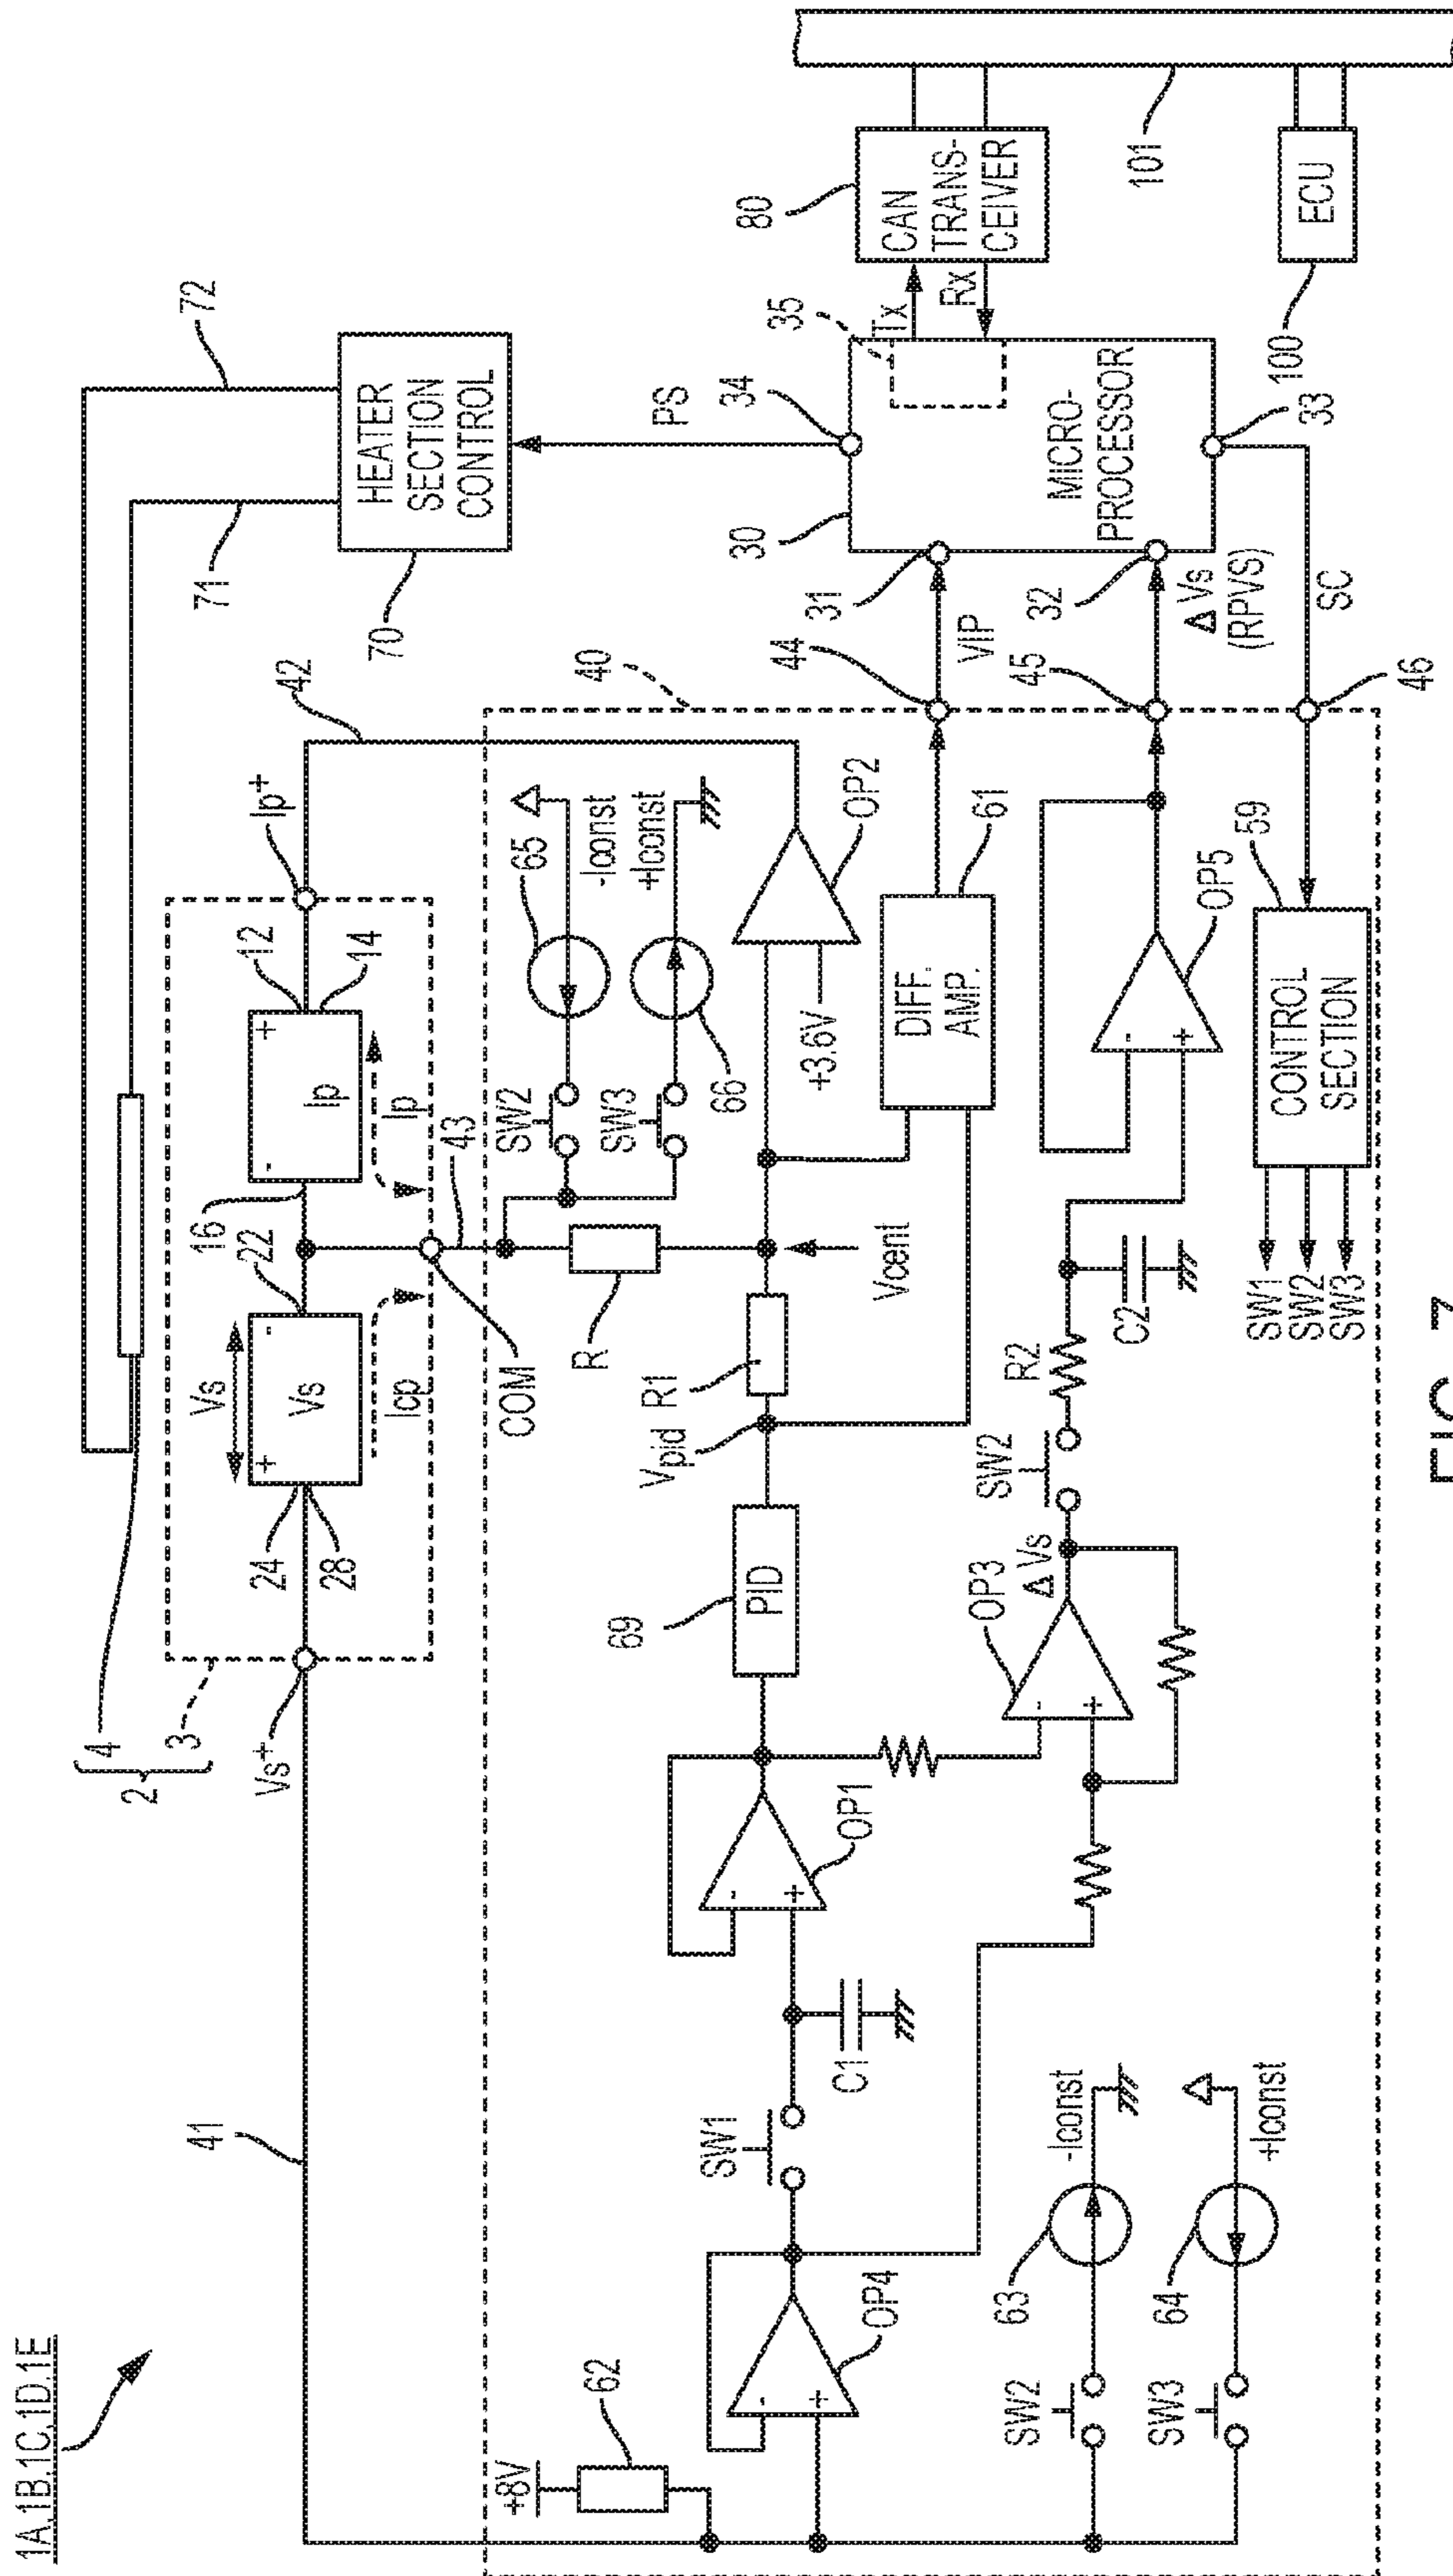 1A,1B,1C,1D,1E
41
Vs+
4
3
2
24
28
Vs
+
-
Vs
Icp
22
16
-
+
Ip
Ip
12
14
Ip+
42
COM
43
71
72
HEATER
SECTION
CONTROL
70
PS
+8V
62
-
+
OP4
SW1
C1
-
+
OP1
69
PID
Vpid
R1
R
Vcent
SW2
SW3
65
66
-Iconst
+Iconst
+3.6V
OP2
40
DIFF.
AMP.
61
44
VIP
31
30
34
35
Tx
Rx
MICRO-
PROCESSOR
CAN
TRANS-
CEIVER
80
101
ECU
100
-
+
OP3
ΔVs
SW2
R2
C2
-
+
OP5
45
ΔVs
(RPVS)
32
33
SC
46
SW2
SW3
63
64
-Iconst
+Iconst
SW1
SW2
SW3
CONTROL
SECTION
59